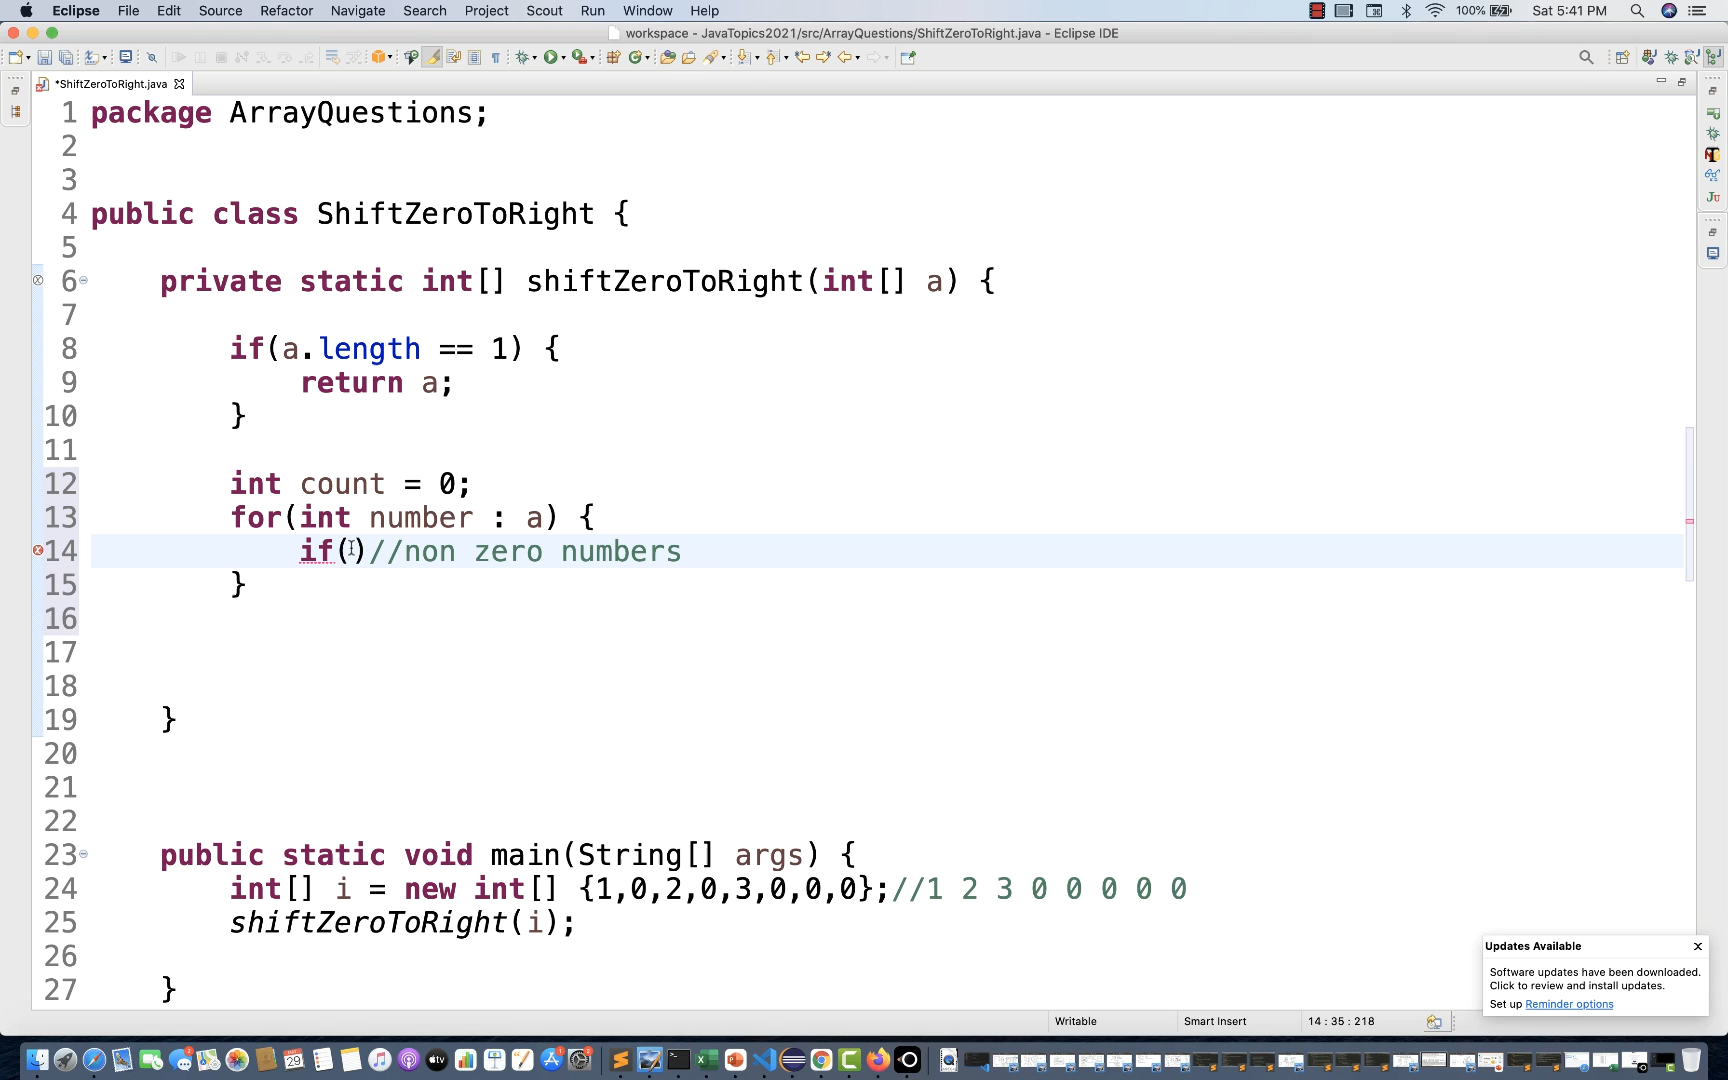 Eclipse File Edit Source Refactor Navigate Search Project Scout Run Window Help 100% Sat 5:41 PM
workspace - JavaTopics2021/src/ArrayQuestions/ShiftZeroToRight.java - Eclipse IDE
*ShiftZeroToRight.java
1 package ArrayQuestions;
2
3
4 public class ShiftZeroToRight {
5
6 private static int[] shiftZeroToRight(int[] a) {
7
8 if(a.length == 1) {
9 return a;
10 }
11
12 int count = 0;
13 for(int number : a) {
14 if()//non zero numbers
15 }
16
17
18
19 }
20
21
22
23 public static void main(String[] args) {
24 int[] i = new int[] {1,0,2,0,3,0,0,0};//1 2 3 0 0 0 0 0
25 shiftZeroToRight(i);
26
27 }
Updates Available
Software updates have been downloaded.
Click to review and install updates.
Set up Reminder options
Writable Smart Insert 14 : 35 : 218